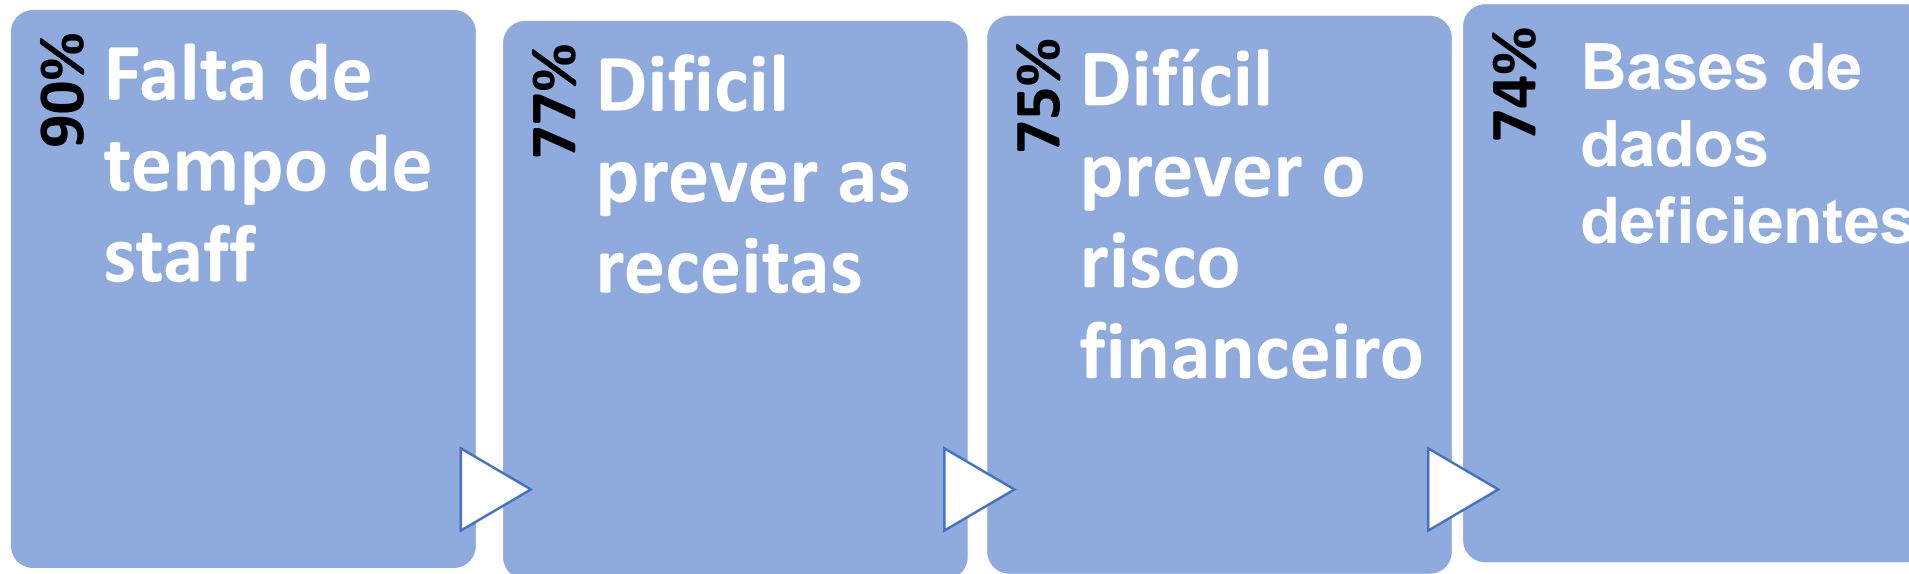 90%
Falta de
tempo de
staff
77%
Dificil
prever as
receitas
75%
Difícil
prever o
risco
financeiro
74%
Bases de
dados
deficientes